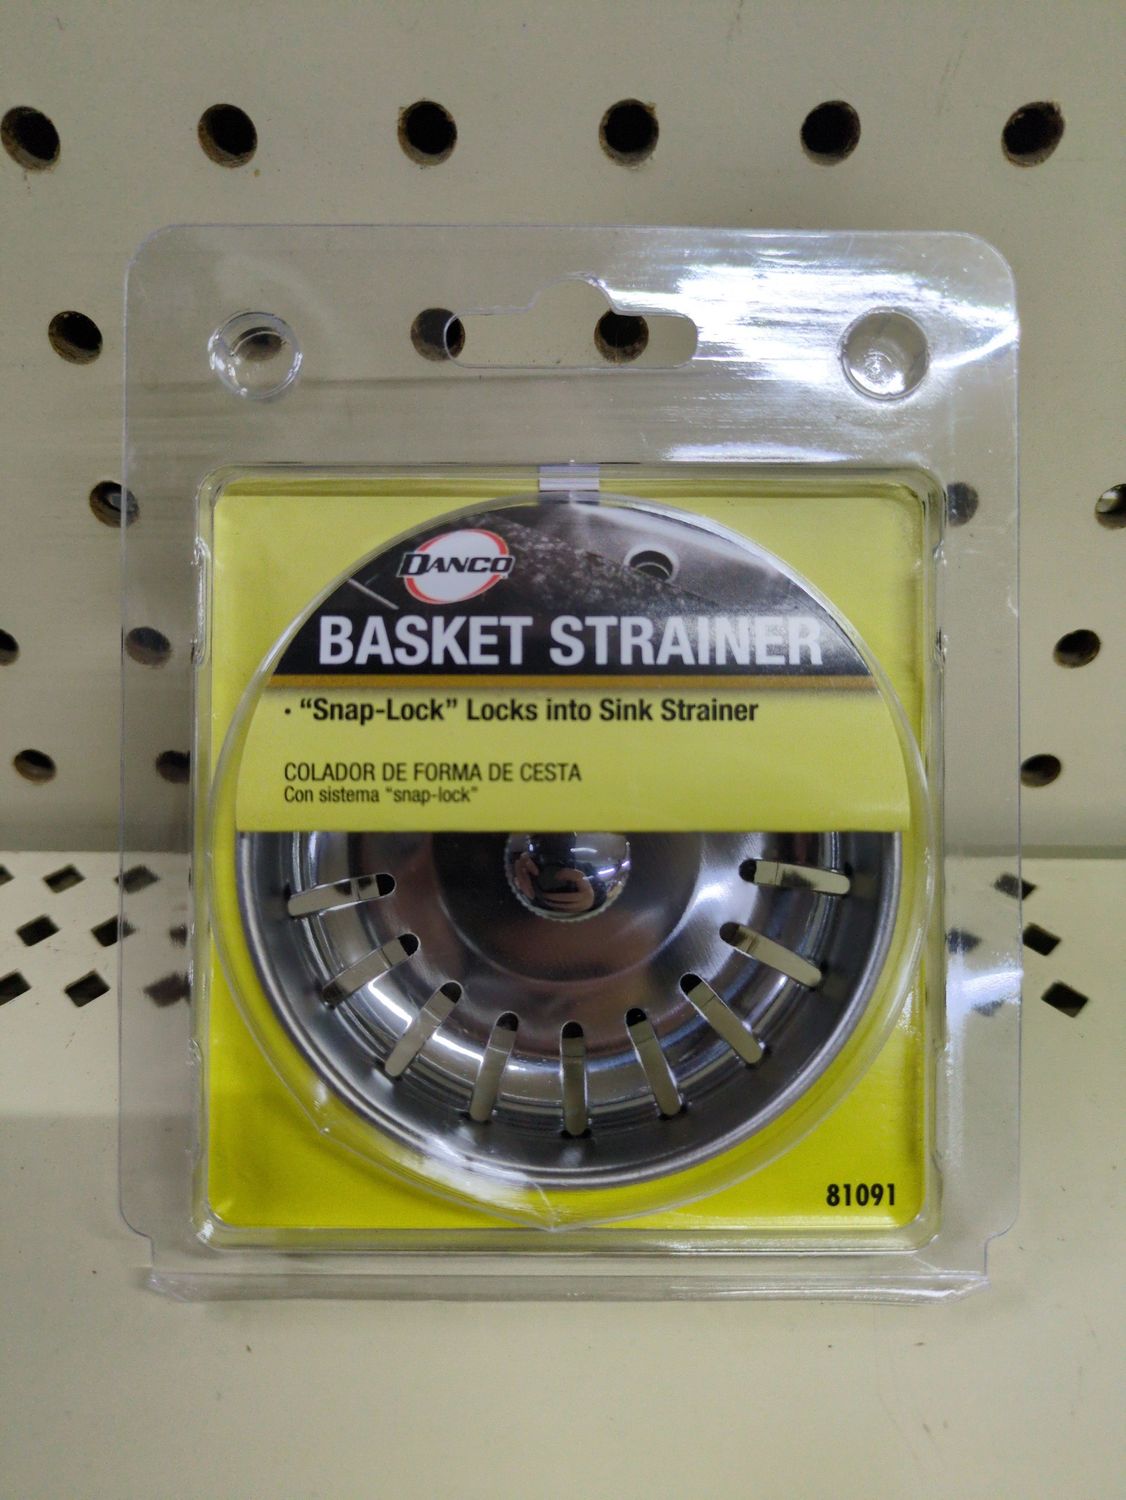 DANCO
BASKET STRAINER
· “Snap-Lock” Locks into Sink Strainer
COLADOR DE FORMA DE CESTA
Con sistema “snap-lock”
81091